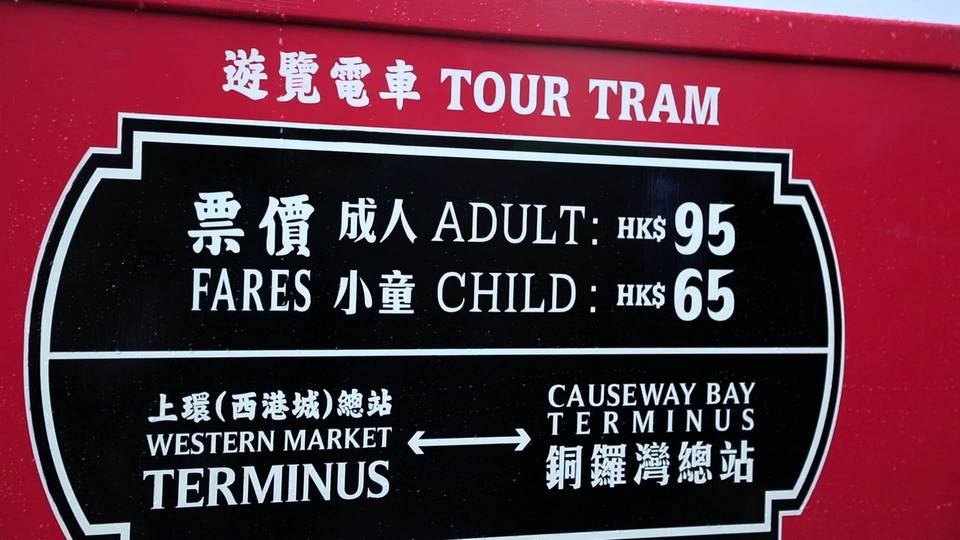 遊覽電車 TOUR TRAM
票價 成人 ADULT: HK$ 95
FARES 小童 CHILD : HK$ 65
上環(西港城)總站
WESTERN MARKET
TERMINUS
CAUSEWAY BAY
TERMINUS
銅鑼灣總站